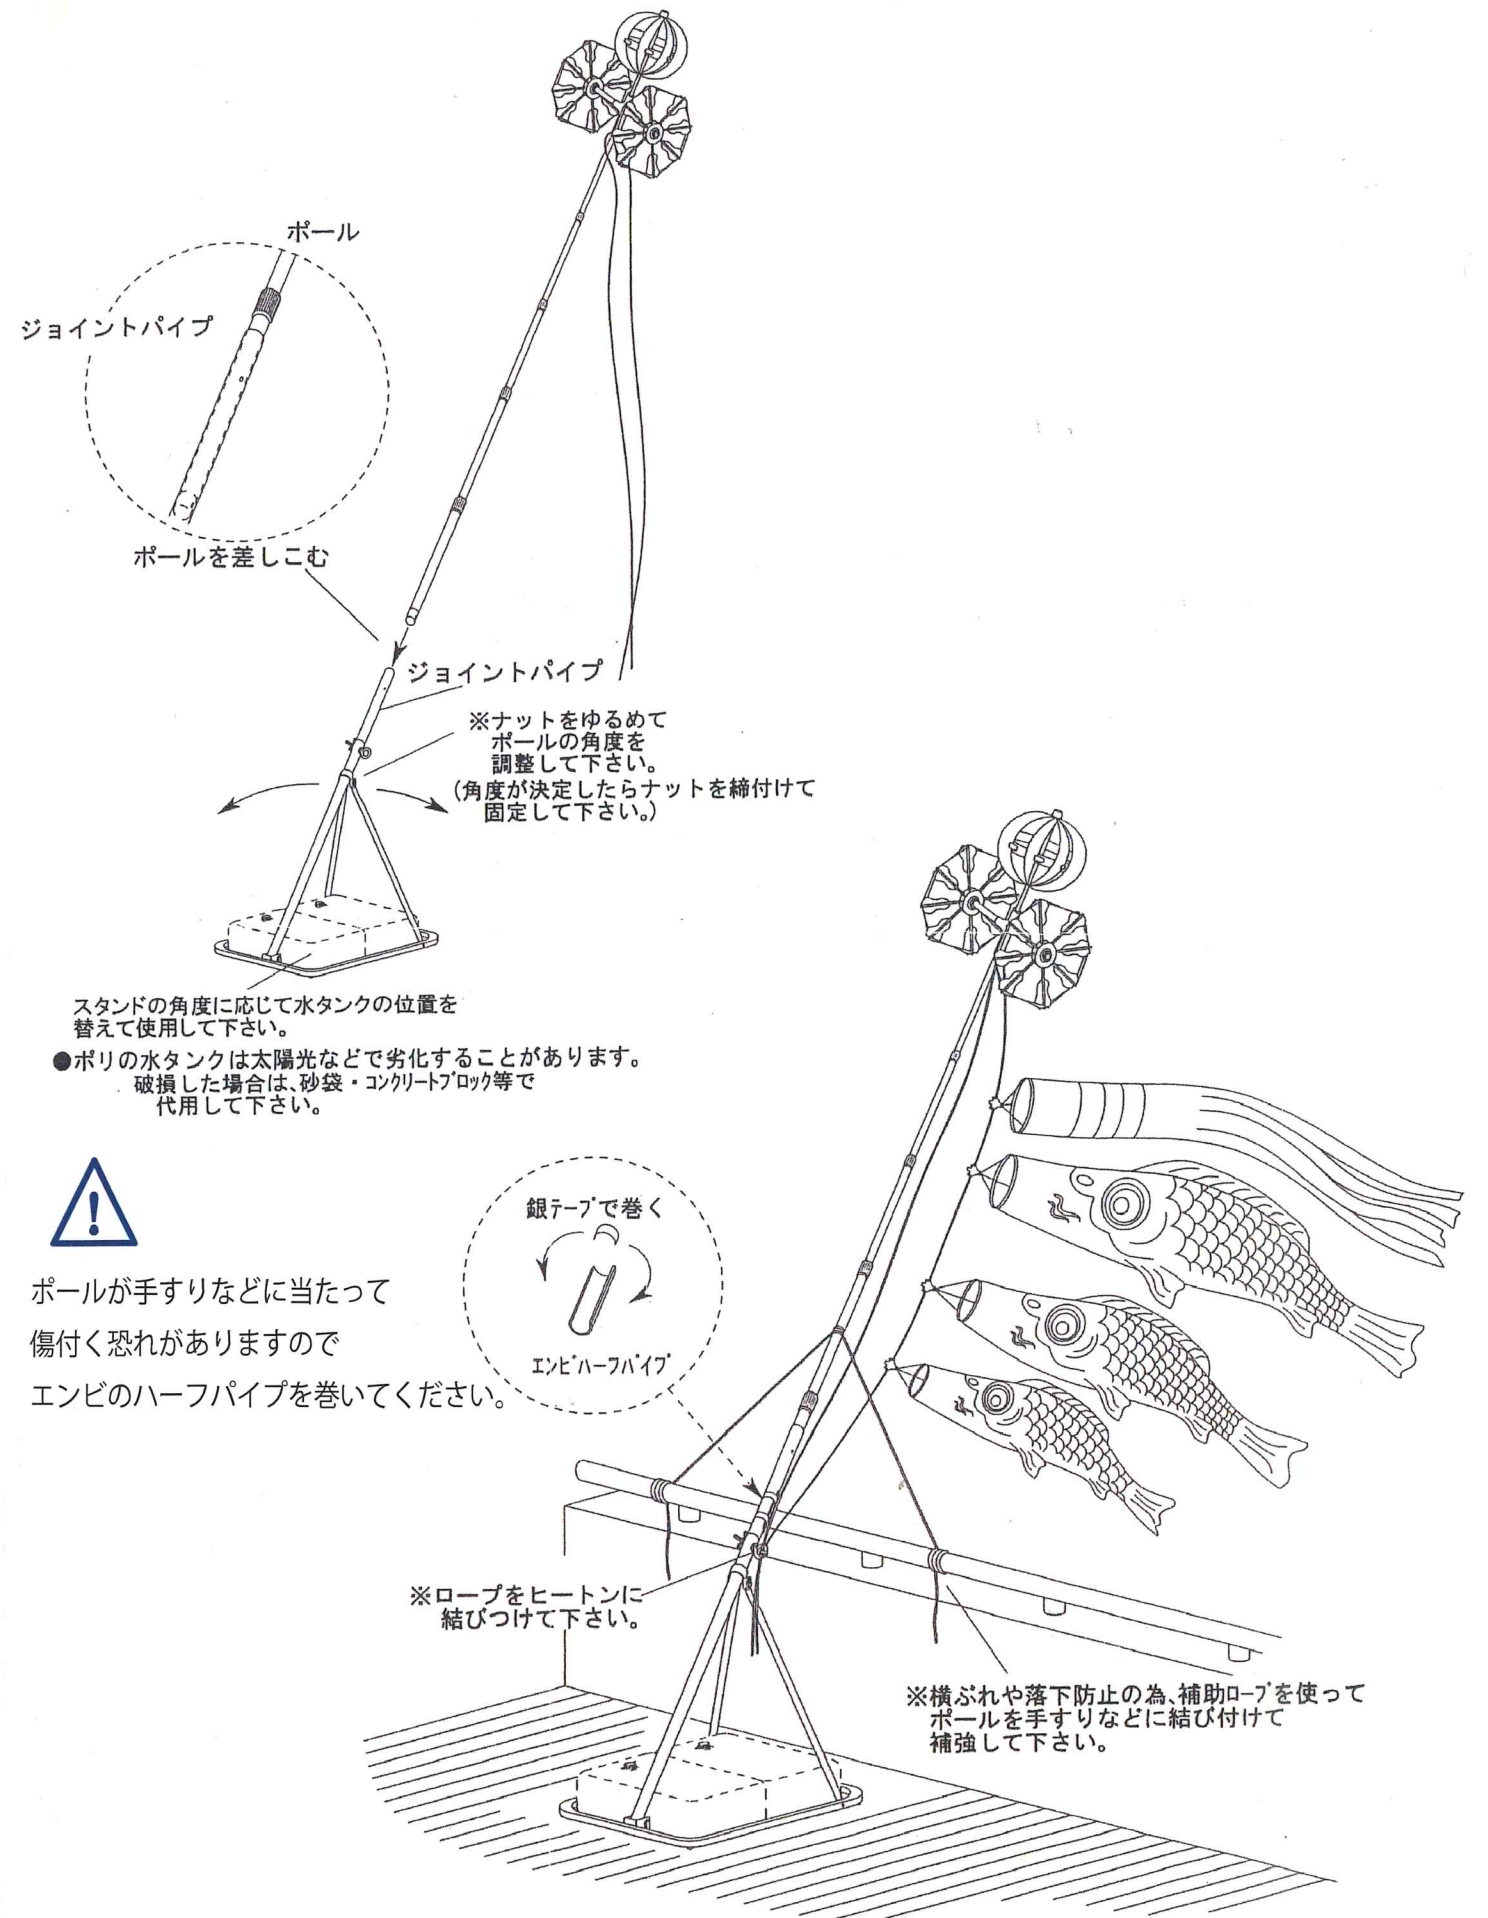 ポール
ジョイントパイプ
ポールを差しこむ
ジョイントパイプ
※ナットをゆるめて
ポールの角度を
調整して下さい。
(角度が決定したらナットを締付けて
固定して下さい。)
スタンドの角度に応じて水タンクの位置を
替えて使用して下さい。
●ポリの水タンクは太陽光などで劣化することがあります。
破損した場合は、砂袋・コンクリートブロック等で
代用して下さい。
ポールが手すりなどに当たって
傷付く恐れがありますので
エンビのハーフパイプを巻いてください。
銀テープで巻く
エンビハーフパイプ
※ロープをヒートンに
結びつけて下さい。
※横ぶれや落下防止の為、補助ロープを使って
ポールを手すりなどに結び付けて
補強して下さい。